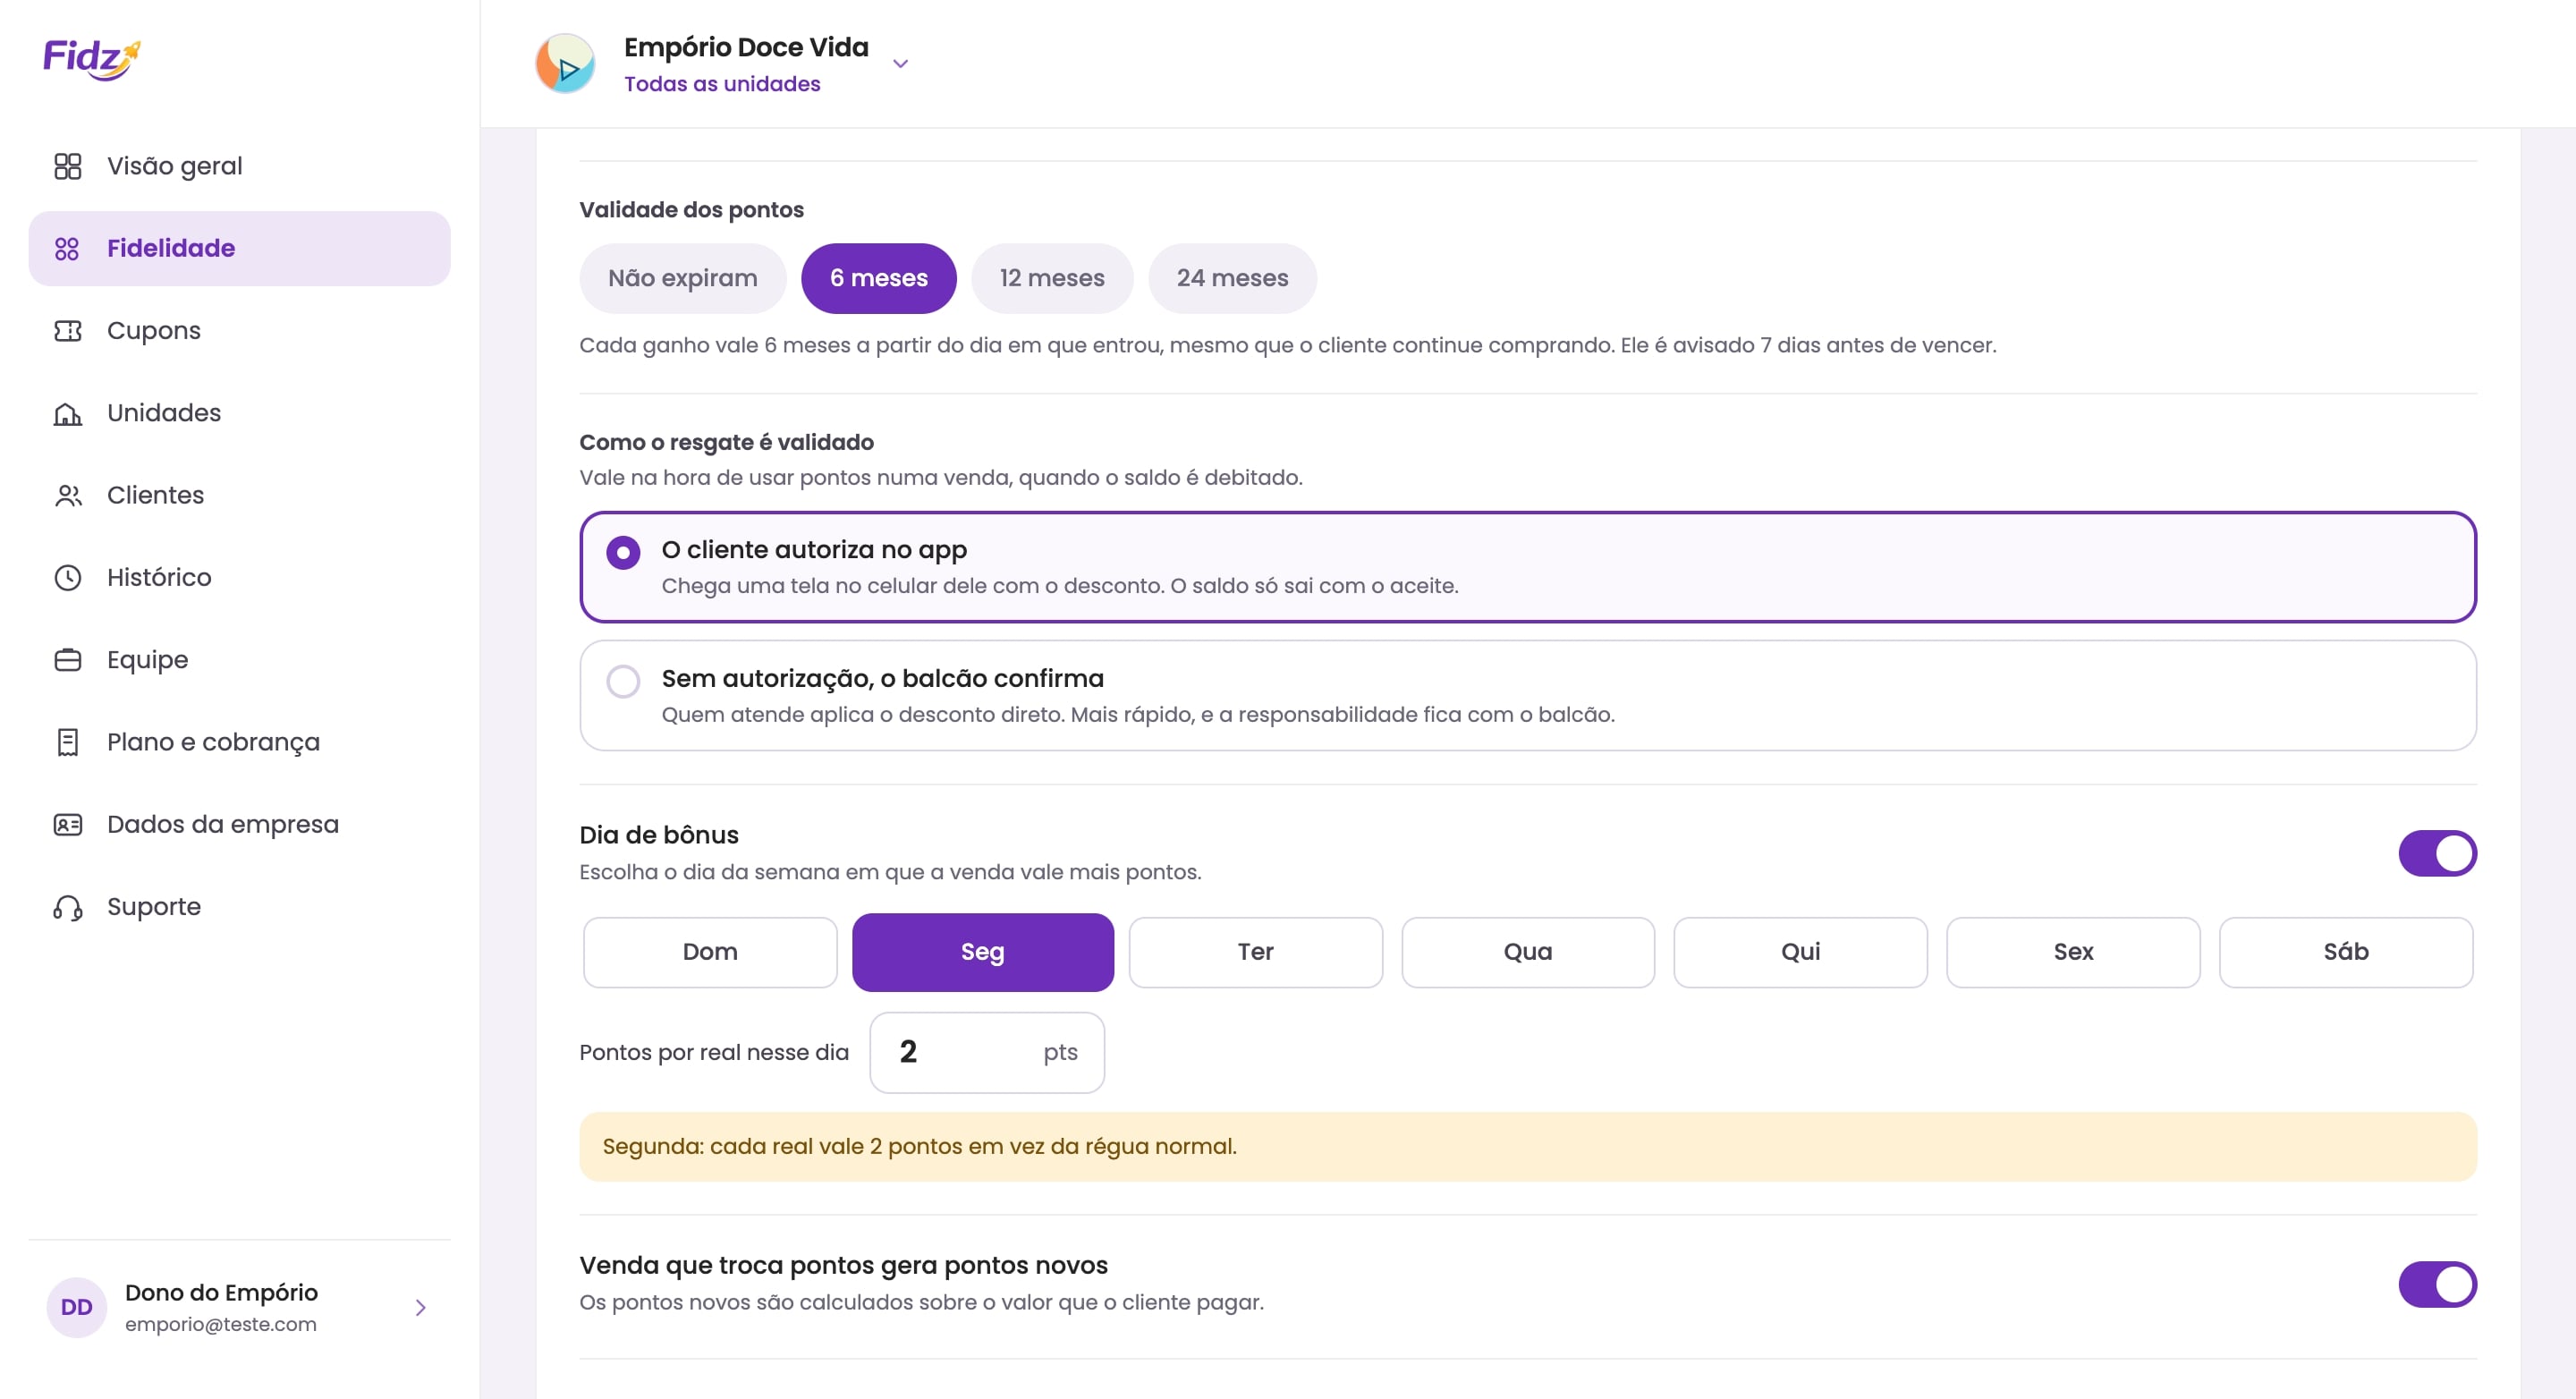 Fidz
Visão geral
Fidelidade
Cupons
Unidades
Clientes
Histórico
Equipe
Plano e cobrança
Dados da empresa
Suporte
DD
Dono do Empório
emporio@teste.com
Empório Doce Vida
Todas as unidades
Validade dos pontos
Não expiram
6 meses
12 meses
24 meses
Cada ganho vale 6 meses a partir do dia em que entrou, mesmo que o cliente continue comprando. Ele é avisado 7 dias antes de vencer.
Como o resgate é validado
Vale na hora de usar pontos numa venda, quando o saldo é debitado.
O cliente autoriza no app
Chega uma tela no celular dele com o desconto. O saldo só sai com o aceite.
Sem autorização, o balcão confirma
Quem atende aplica o desconto direto. Mais rápido, e a responsabilidade fica com o balcão.
Dia de bônus
Escolha o dia da semana em que a venda vale mais pontos.
Dom
Seg
Ter
Qua
Qui
Sex
Sáb
Pontos por real nesse dia
2 pts
Segunda: cada real vale 2 pontos em vez da régua normal.
Venda que troca pontos gera pontos novos
Os pontos novos são calculados sobre o valor que o cliente pagar.